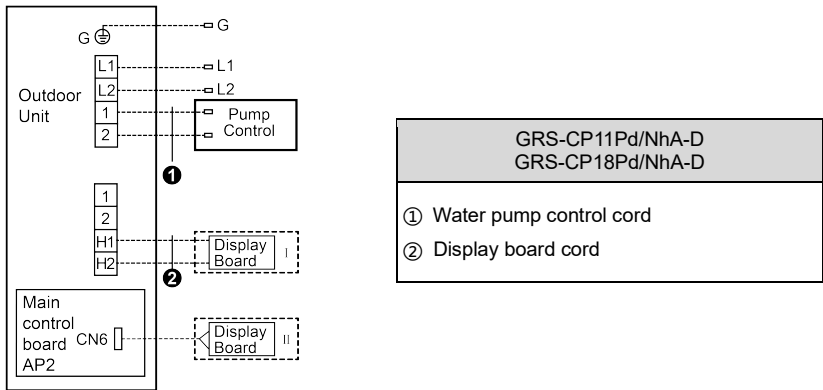 G
G
L1
L1
L2
L2
Outdoor
Unit
1
2
Pump
Control
❶
1
2
H1
H2
Display
Board
I
❷
Main
control
board
AP2
CN6
Display
Board
II
GRS-CP11Pd/NhA-D
GRS-CP18Pd/NhA-D
① Water pump control cord
② Display board cord